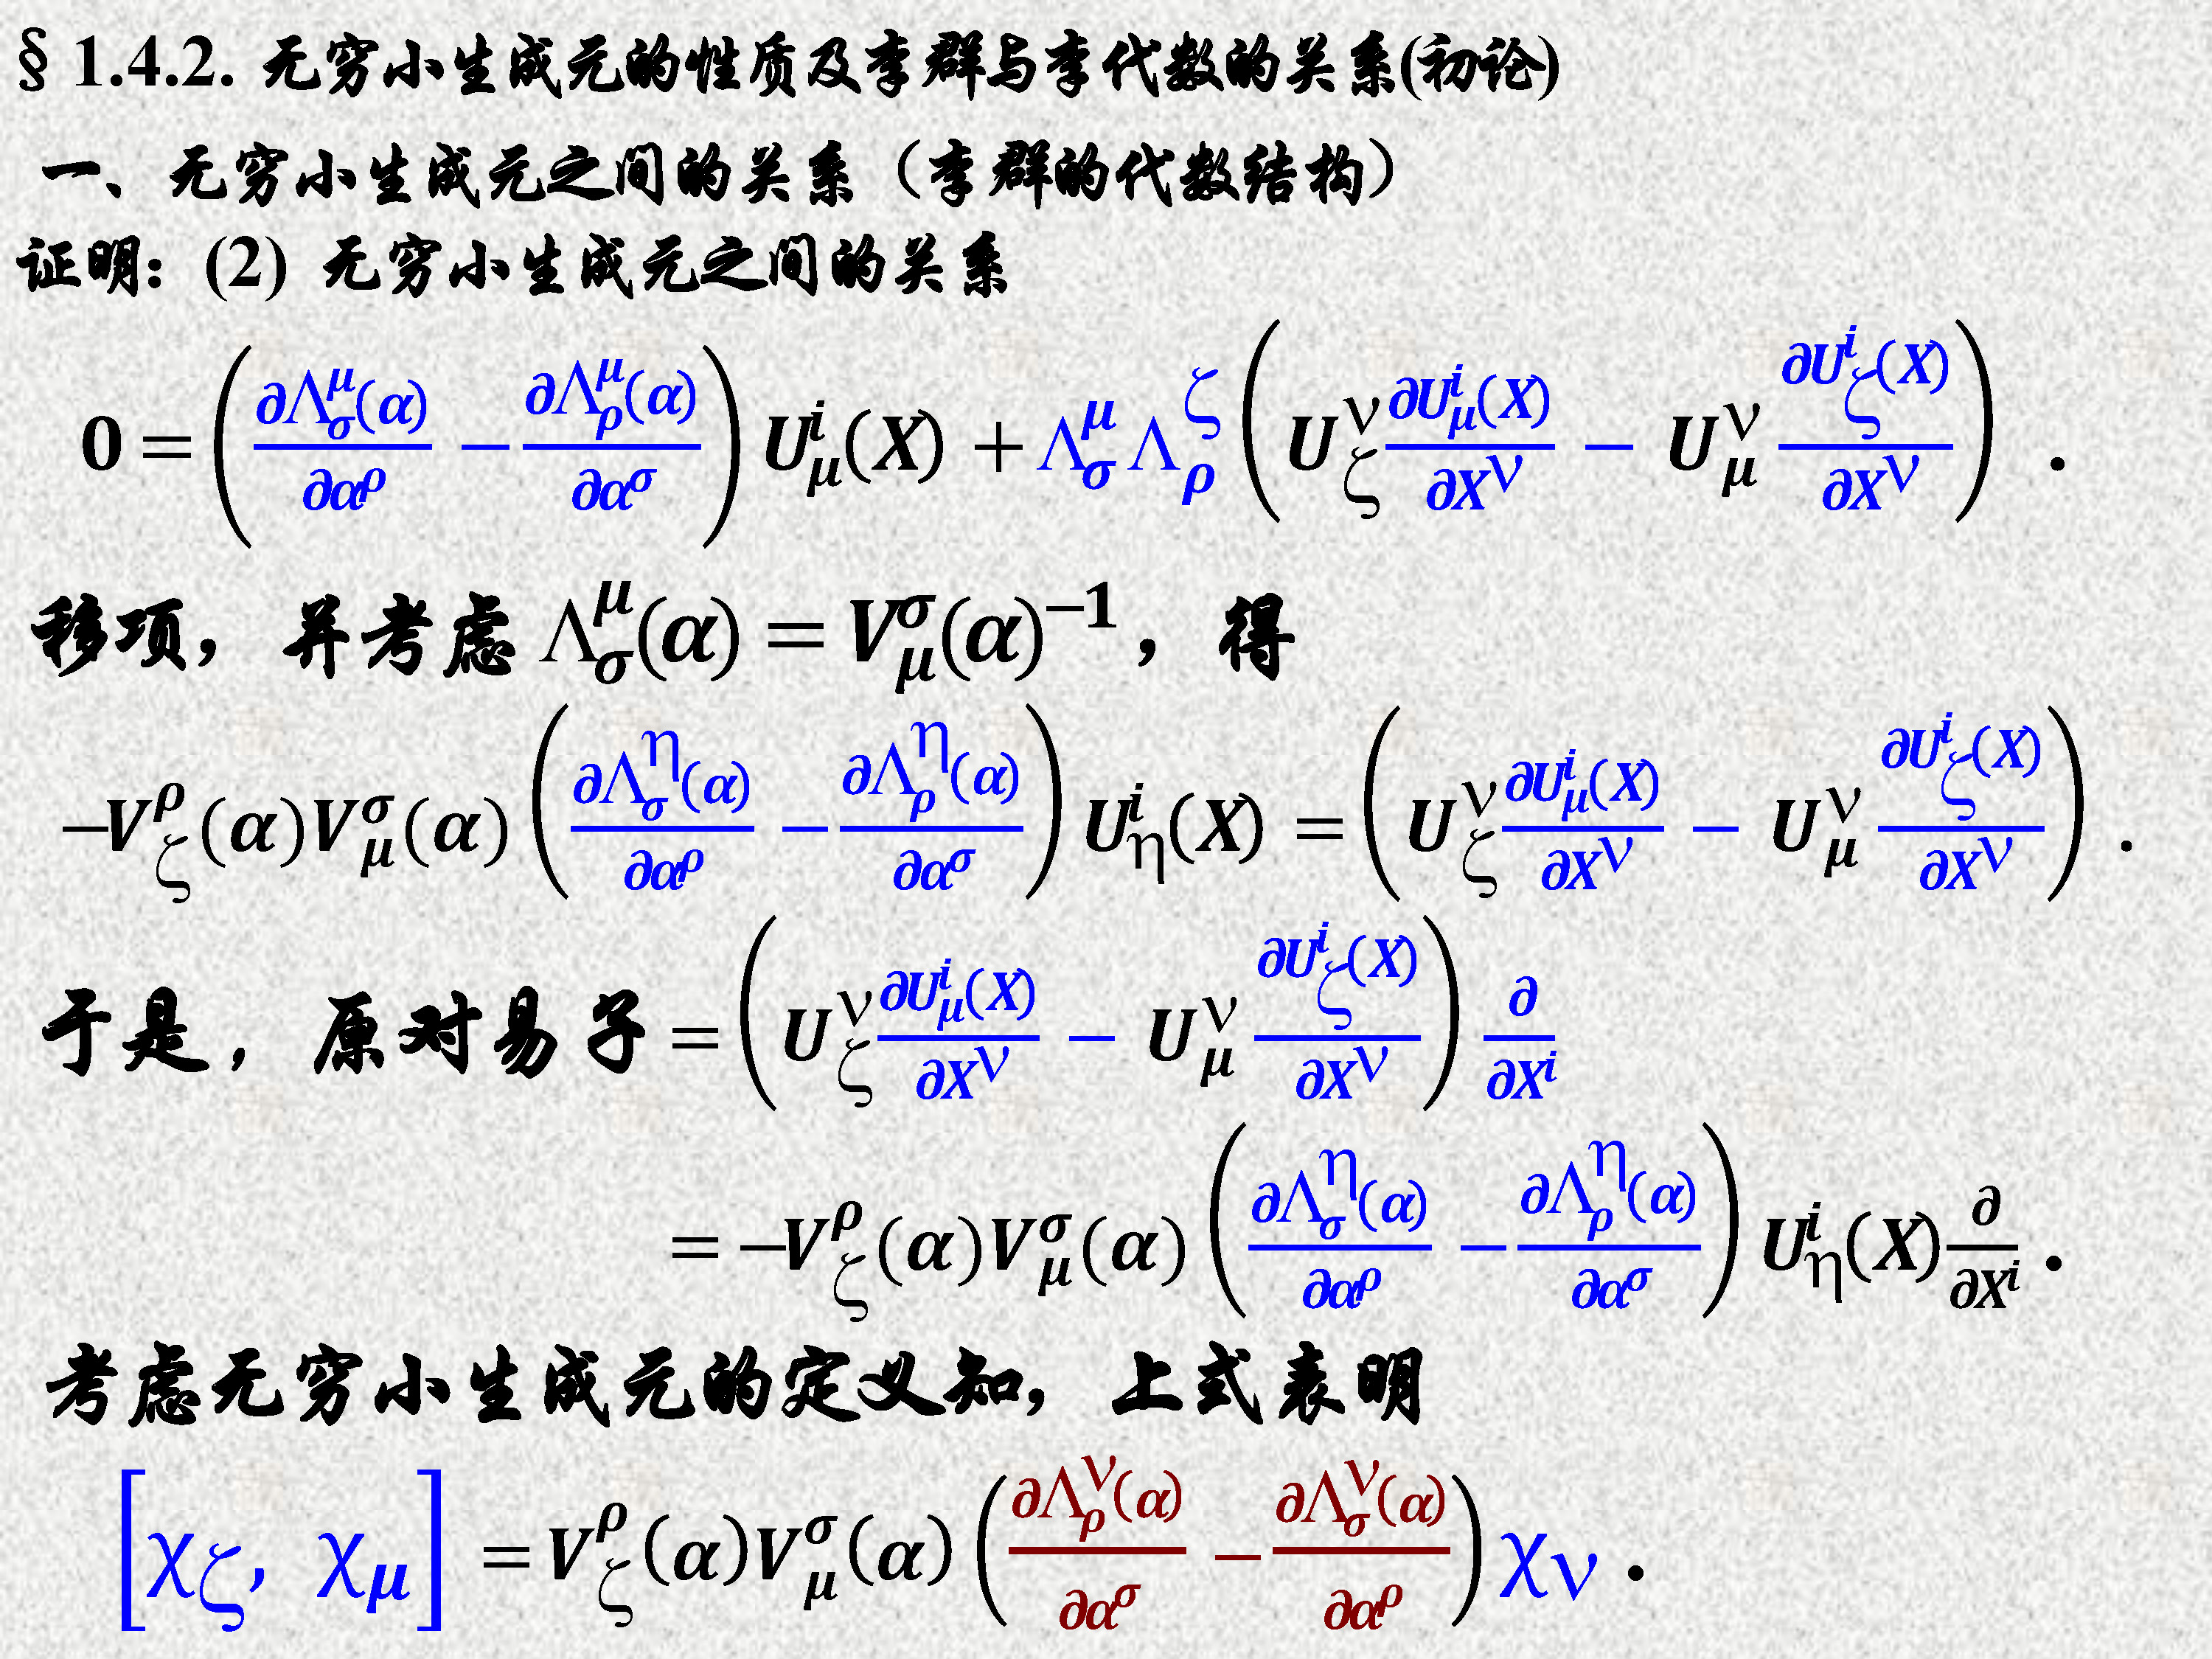 § 1.4.2. 无穷小生成元的性质及李群与李代数的关系(初论)
一、无穷小生成元之间的关系（李群的代数结构）
证明：(2) 无穷小生成元之间的关系
$0 = \left( \frac{\partial \Lambda^{\mu}_{\sigma}(\alpha)}{\partial \alpha^{\rho}} - \frac{\partial \Lambda^{\mu}_{\rho}(\alpha)}{\partial \alpha^{\sigma}} \right) U^{i}_{\mu}(X) + \Lambda^{\mu}_{\sigma} \Lambda^{\zeta}_{\rho} \left( U^{\nu}_{\zeta} \frac{\partial U^{i}_{\mu}(X)}{\partial X^{\nu}} - U^{\nu}_{\mu} \frac{\partial U^{i}_{\zeta}(X)}{\partial X^{\nu}} \right) .$
移项，并考虑 $\Lambda^{\mu}_{\sigma}(\alpha) = V^{\sigma}_{\mu}(\alpha)^{-1}$，得
$-V^{\rho}_{\zeta}(\alpha) V^{\sigma}_{\mu}(\alpha) \left( \frac{\partial \Lambda^{\eta}_{\sigma}(\alpha)}{\partial \alpha^{\rho}} - \frac{\partial \Lambda^{\eta}_{\rho}(\alpha)}{\partial \alpha^{\sigma}} \right) U^{i}_{\eta}(X) = \left( U^{\nu}_{\zeta} \frac{\partial U^{i}_{\mu}(X)}{\partial X^{\nu}} - U^{\nu}_{\mu} \frac{\partial U^{i}_{\zeta}(X)}{\partial X^{\nu}} \right) .$
于是，原对易子 $= \left( U^{\nu}_{\zeta} \frac{\partial U^{i}_{\mu}(X)}{\partial X^{\nu}} - U^{\nu}_{\mu} \frac{\partial U^{i}_{\zeta}(X)}{\partial X^{\nu}} \right) \frac{\partial}{\partial X^{i}}$
$= -V^{\rho}_{\zeta}(\alpha) V^{\sigma}_{\mu}(\alpha) \left( \frac{\partial \Lambda^{\eta}_{\sigma}(\alpha)}{\partial \alpha^{\rho}} - \frac{\partial \Lambda^{\eta}_{\rho}(\alpha)}{\partial \alpha^{\sigma}} \right) U^{i}_{\eta}(X) \frac{\partial}{\partial X^{i}} .$
考虑无穷小生成元的定义知，上式表明
$\left[ \chi_{\zeta}, \chi_{\mu} \right] = V^{\rho}_{\zeta}(\alpha) V^{\sigma}_{\mu}(\alpha) \left( \frac{\partial \Lambda^{\nu}_{\rho}(\alpha)}{\partial \alpha^{\sigma}} - \frac{\partial \Lambda^{\nu}_{\sigma}(\alpha)}{\partial \alpha^{\rho}} \right) \chi_{\nu} .$